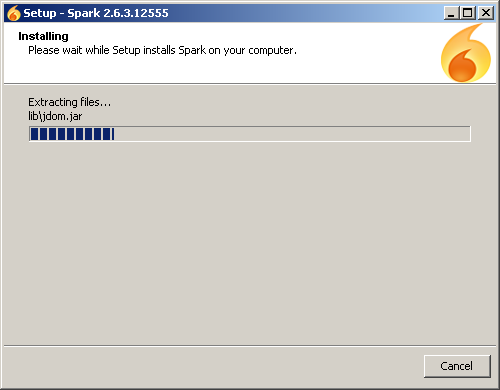 Setup - Spark 2.6.3.12555
Installing
Please wait while Setup installs Spark on your computer.
Extracting files...
lib\jdom.jar
Cancel